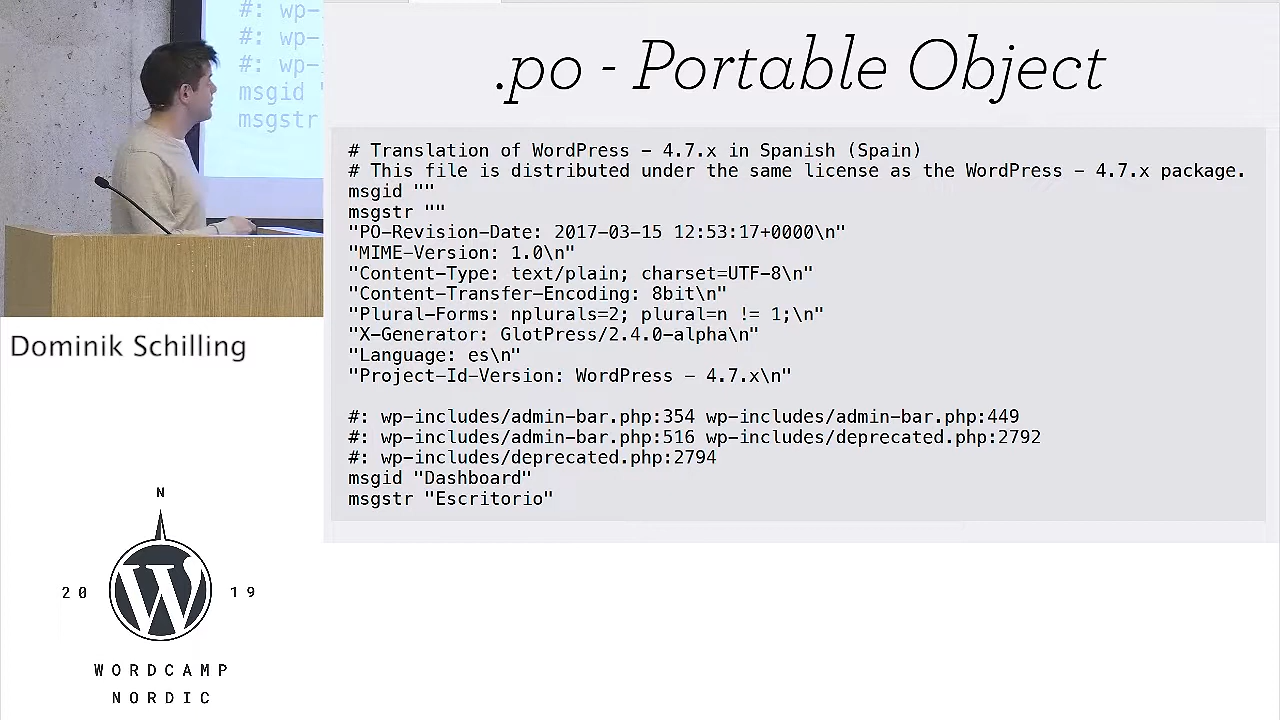 #: wp-
#: wp-
#: wp-
msgid "
msgstr
.po - Portable Object
# Translation of WordPress – 4.7.x in Spanish (Spain)
# This file is distributed under the same license as the WordPress – 4.7.x package.
msgid ""
msgstr ""
"PO-Revision-Date: 2017-03-15 12:53:17+0000\n"
"MIME-Version: 1.0\n"
"Content-Type: text/plain; charset=UTF-8\n"
"Content-Transfer-Encoding: 8bit\n"
"Plural-Forms: nplurals=2; plural=n != 1;\n"
"X-Generator: GlotPress/2.4.0-alpha\n"
"Language: es\n"
"Project-Id-Version: WordPress – 4.7.x\n"
#: wp-includes/admin-bar.php:354 wp-includes/admin-bar.php:449
#: wp-includes/admin-bar.php:516 wp-includes/deprecated.php:2792
#: wp-includes/deprecated.php:2794
msgid "Dashboard"
msgstr "Escritorio"
Dominik Schilling
N
20 19
W
WORDCAMP
NORDIC